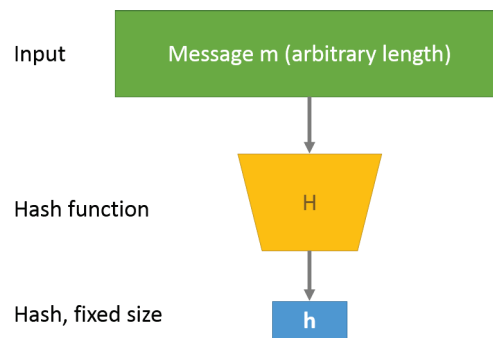 Input
Message m (arbitrary length)
Hash function
H
Hash, fixed size
h